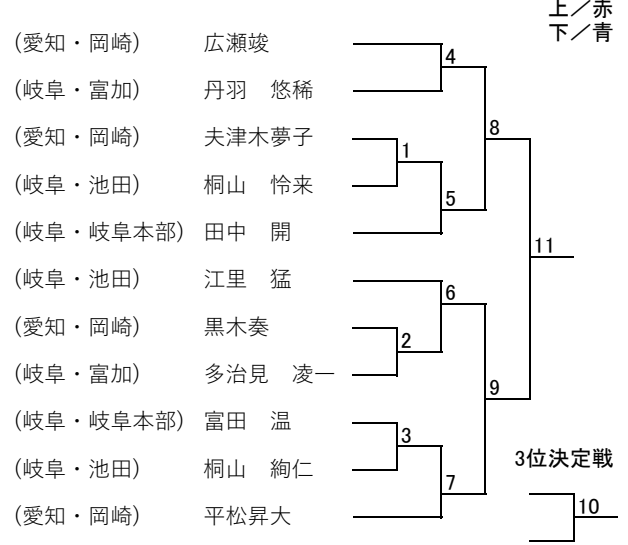 上／赤
下／青
(愛知・岡崎) 広瀬竣
4
(岐阜・富加) 丹羽　悠稀
8
(愛知・岡崎) 夫津木夢子
1
(岐阜・池田) 桐山　怜来
5
(岐阜・岐阜本部) 田中　開
11
(岐阜・池田) 江里　猛
6
(愛知・岡崎) 黒木奏
2
(岐阜・富加) 多治見　凌一
9
(岐阜・岐阜本部) 富田　温
3
(岐阜・池田) 桐山　絢仁
3位決定戦
7
(愛知・岡崎) 平松昇大
10